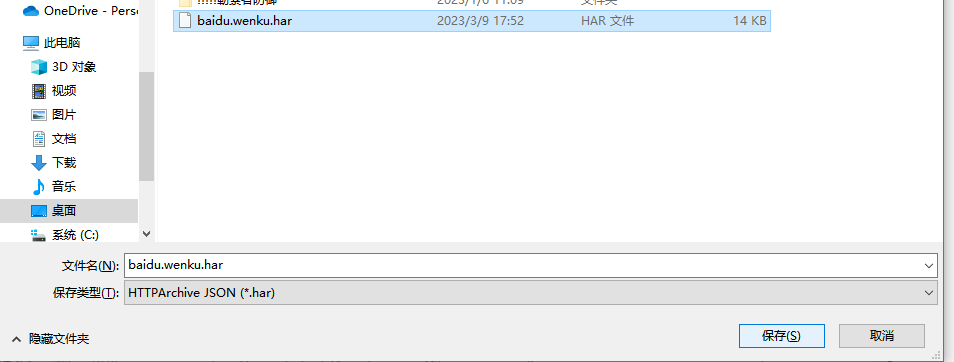 OneDrive - Pers
2023/1/6 11:09 文件夹
baidu.wenku.har 2023/3/9 17:52 HAR 文件 14 KB
此电脑
3D 对象
视频
图片
文档
下载
音乐
桌面
系统 (C:)
文件名(N): baidu.wenku.har
保存类型(T): HTTPArchive JSON (*.har)
隐藏文件夹 保存(S) 取消